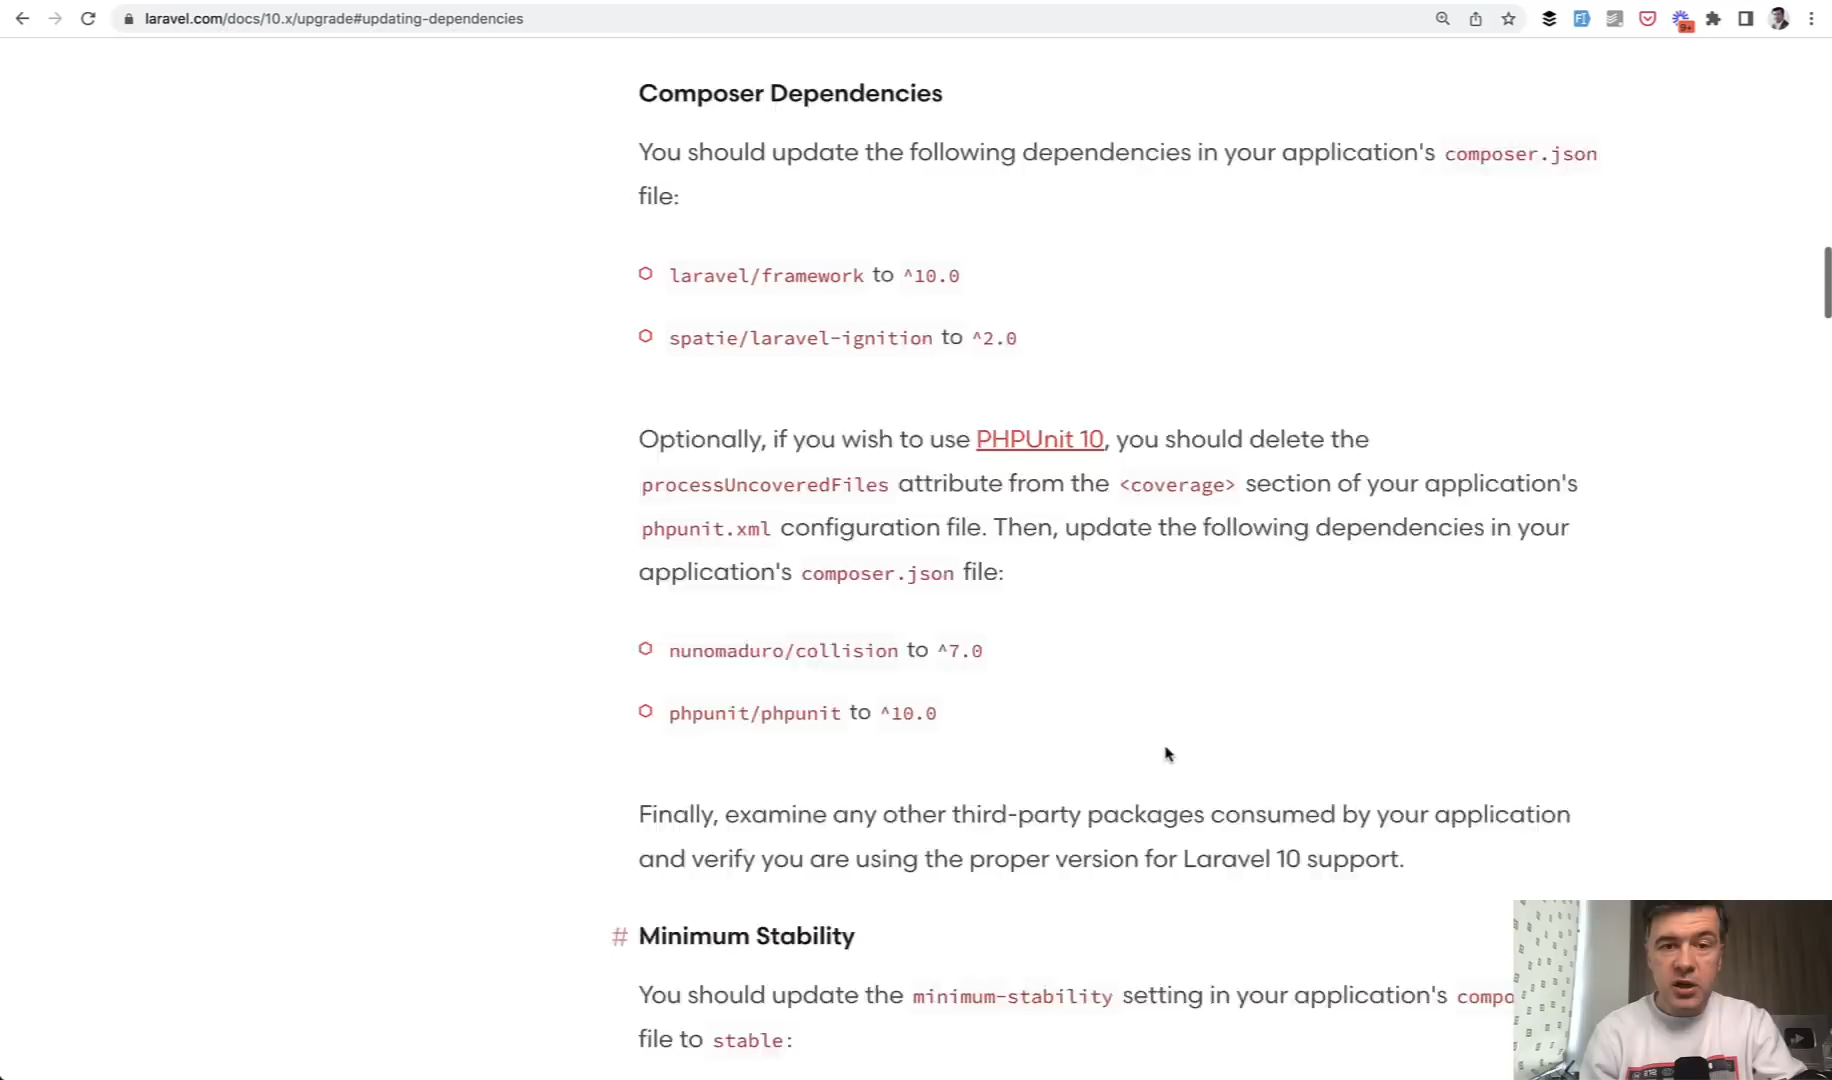 laravel.com/docs/10.x/upgrade#updating-dependencies
9+
Composer Dependencies
You should update the following dependencies in your application's composer.json
file:
laravel/framework to ^10.0
spatie/laravel-ignition to ^2.0
Optionally, if you wish to use PHPUnit 10, you should delete the
processUncoveredFiles attribute from the <coverage> section of your application's
phpunit.xml configuration file. Then, update the following dependencies in your
application's composer.json file:
nunomaduro/collision to ^7.0
phpunit/phpunit to ^10.0
Finally, examine any other third-party packages consumed by your application
and verify you are using the proper version for Laravel 10 support.
# Minimum Stability
You should update the minimum-stability setting in your application's compo
file to stable: